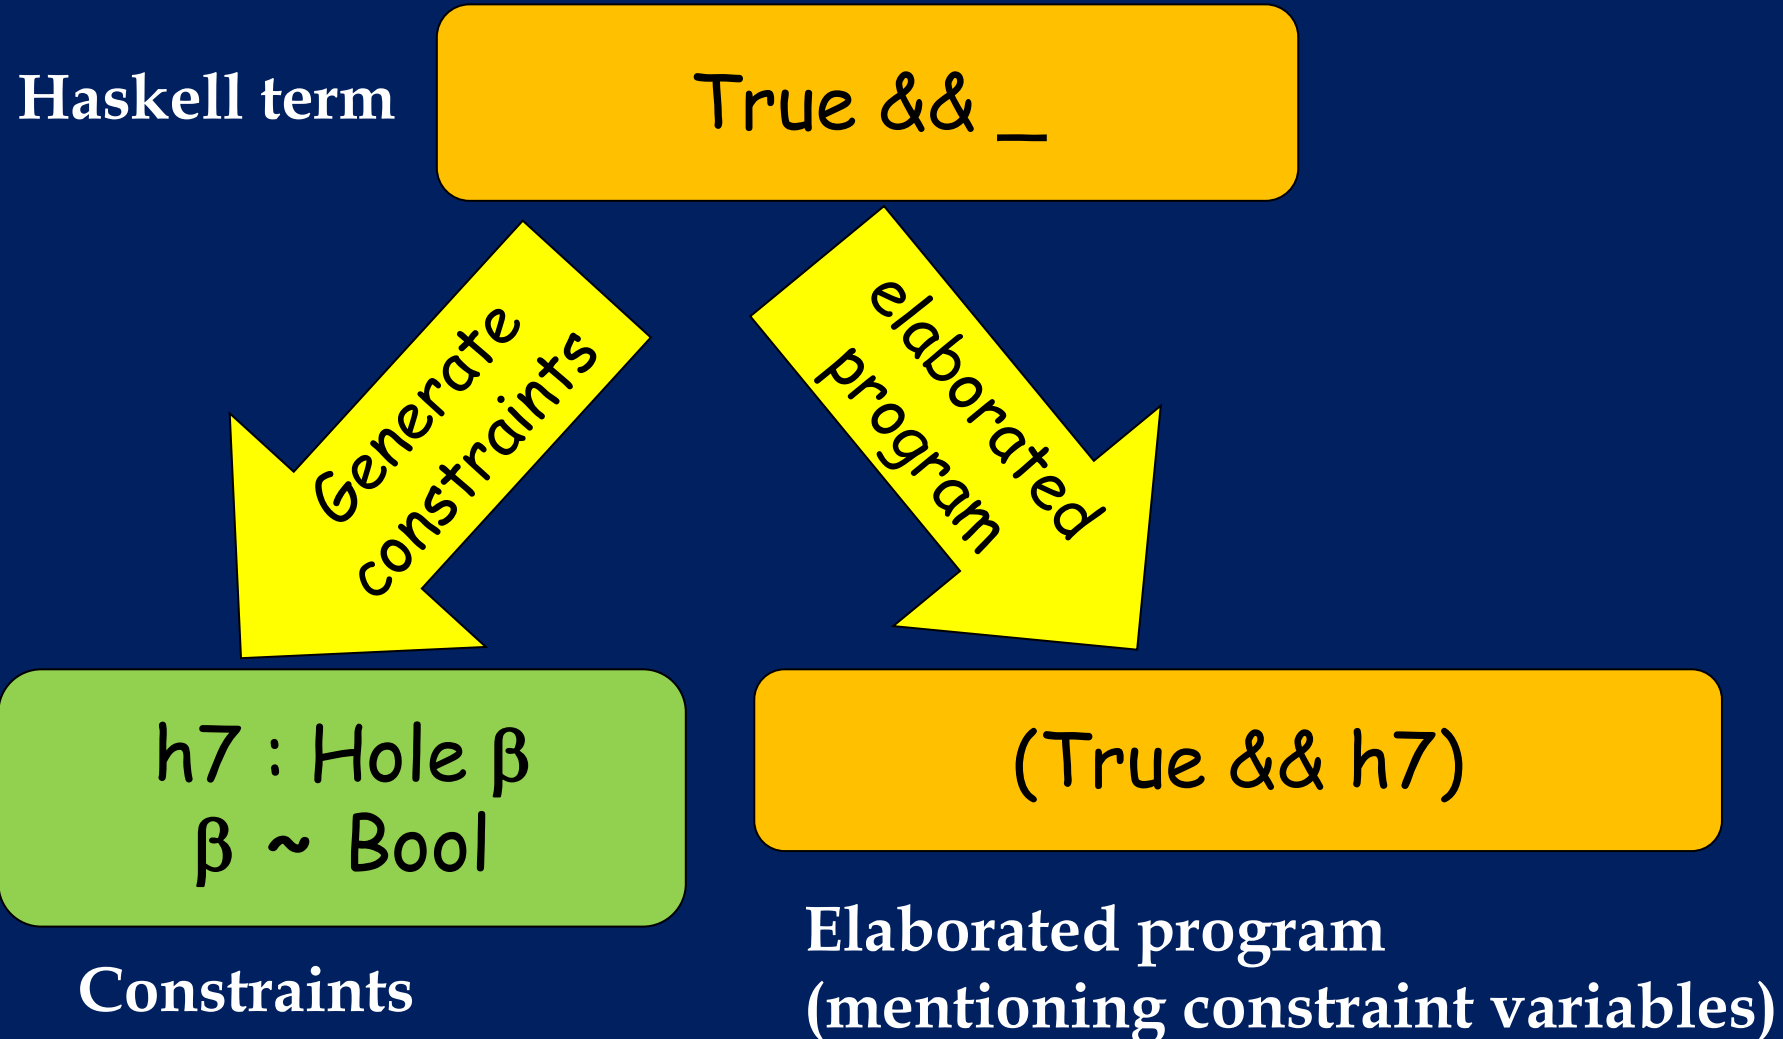 Haskell term
True && _
Generate
constraints
elaborated
program
h7 : Hole β
β ~ Bool
(True && h7)
Constraints
Elaborated program
(mentioning constraint variables)